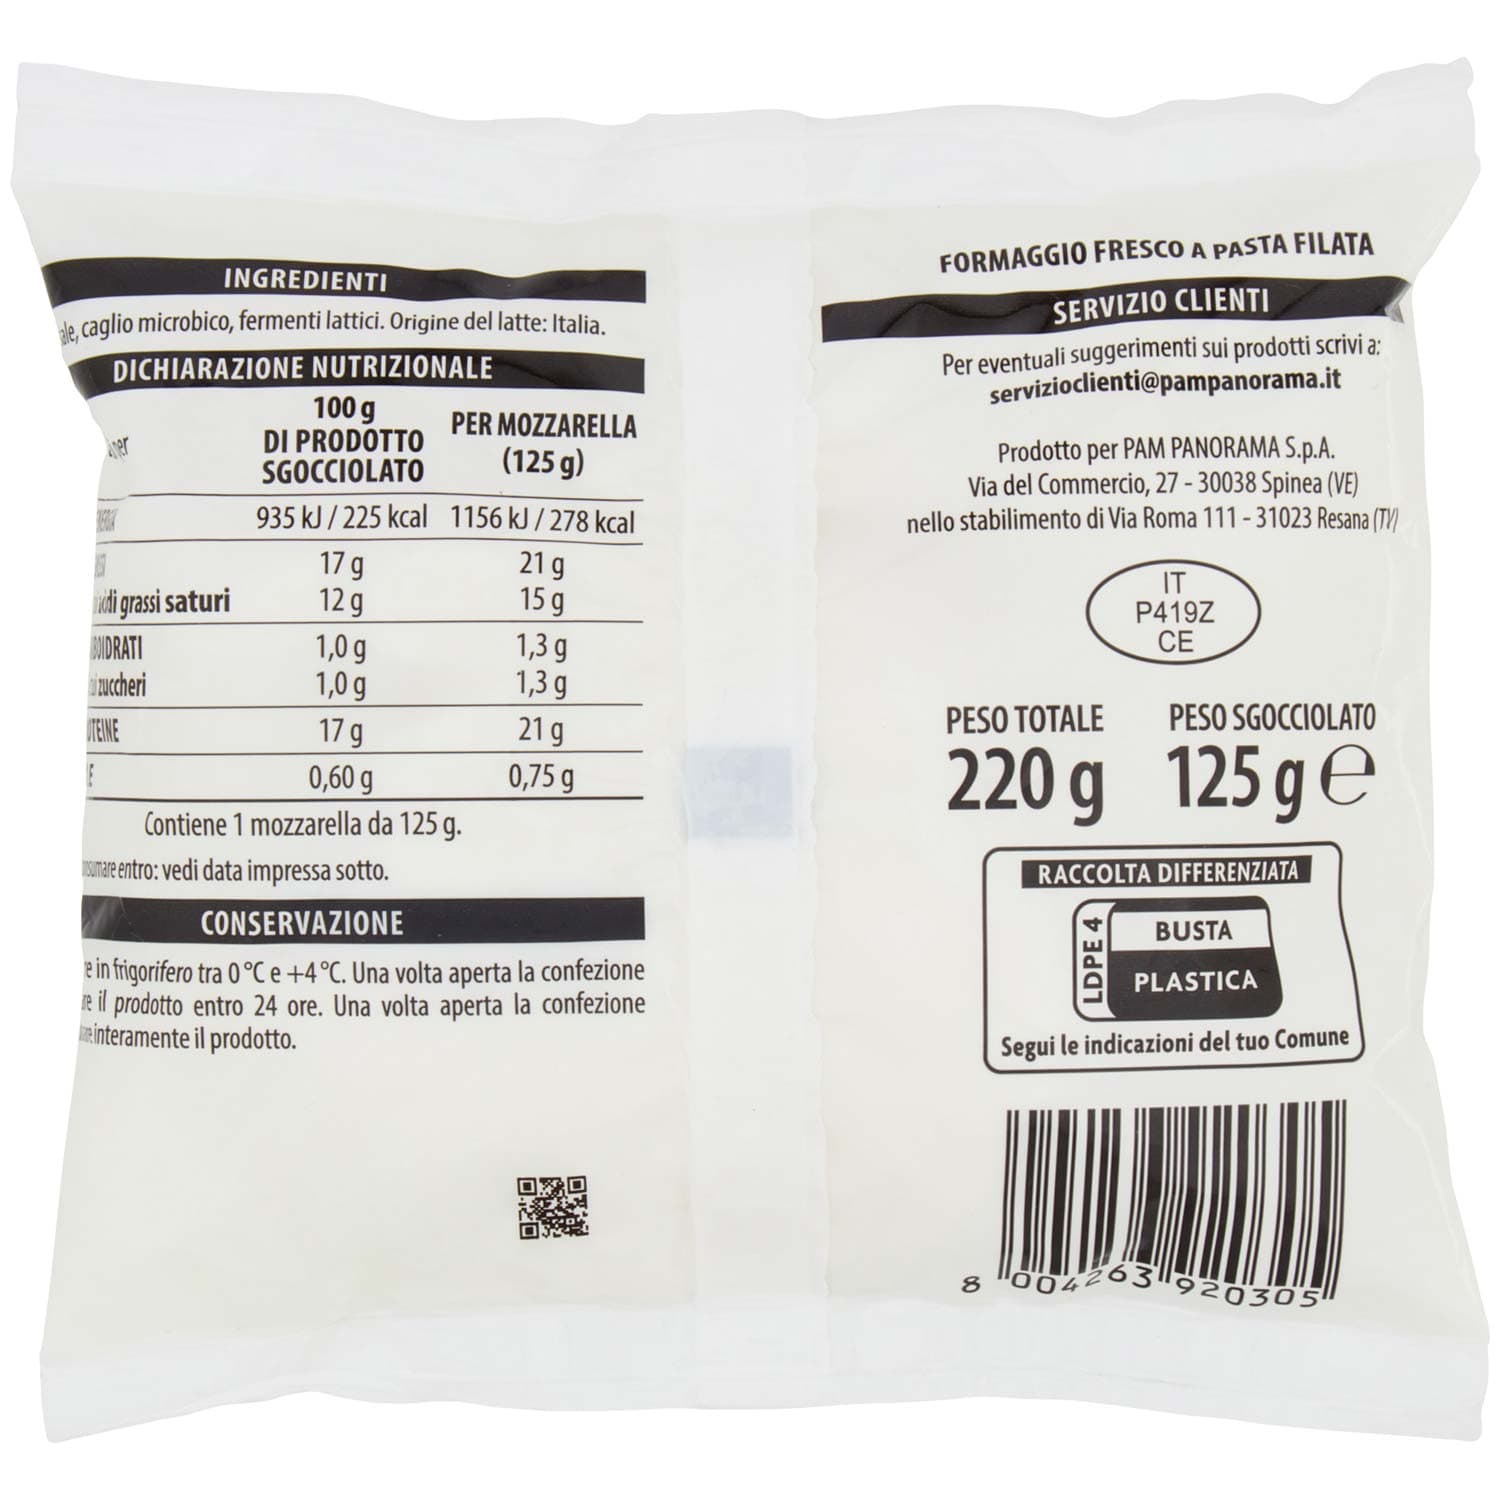 INGREDIENTI
caglio microbico, fermenti lattici. Origine del latte: Italia.
DICHIARAZIONE NUTRIZIONALE
100 g
DI PRODOTTO
SGOCCIOLATO
PER MOZZARELLA
(125 g)
935 kJ / 225 kcal 1156 kJ / 278 kcal
17 g 21 g
grassi saturi 12 g 15 g
1,0 g 1,3 g
zuccheri 1,0 g 1,3 g
17 g 21 g
0,60 g 0,75 g
Contiene 1 mozzarella da 125 g.
entro: vedi data impressa sotto.
CONSERVAZIONE
in frigorifero tra 0 °C e +4 °C. Una volta aperta la confezione
il prodotto entro 24 ore. Una volta aperta la confezione
interamente il prodotto.
FORMAGGIO FRESCO A PASTA FILATA
SERVIZIO CLIENTI
Per eventuali suggerimenti sui prodotti scrivi a:
servizioclienti@pampanorama.it
Prodotto per PAM PANORAMA S.p.A.
Via del Commercio, 27 - 30038 Spinea (VE)
nello stabilimento di Via Roma 111 - 31023 Resana (TV)
IT
P419Z
CE
PESO TOTALE PESO SGOCCIOLATO
220 g 125 g ℮
RACCOLTA DIFFERENZIATA
LDPE 4
BUSTA
PLASTICA
Segui le indicazioni del tuo Comune
8 004263 920305